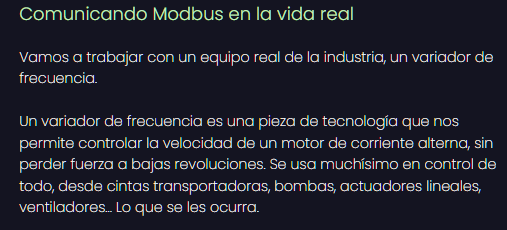 Comunicando Modbus en la vida real
Vamos a trabajar con un equipo real de la industria, un variador de
frecuencia.
Un variador de frecuencia es una pieza de tecnología que nos
permite controlar la velocidad de un motor de corriente alterna, sin
perder fuerza a bajas revoluciones. Se usa muchísimo en control de
todo, desde cintas transportadoras, bombas, actuadores lineales,
ventiladores... Lo que se les ocurra.